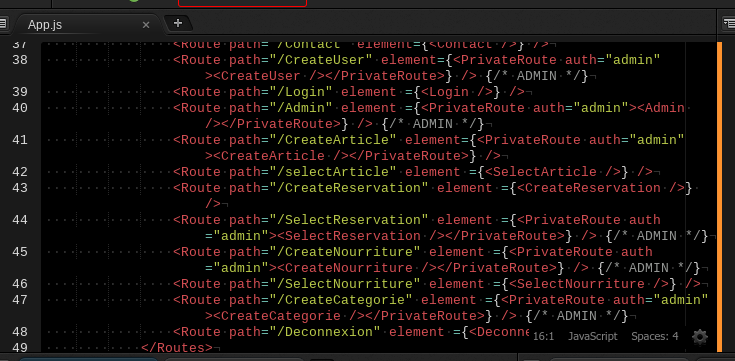 App.js
37 <Route path="/Contact" element={<Contact />} />
38 <Route path="/CreateUser" element={<PrivateRoute auth="admin"
><CreateUser /></PrivateRoute>} /> {/* ADMIN */}¬
39 <Route path="/Login" element ={<Login />} />¬
40 <Route path="/Admin" element ={<PrivateRoute auth="admin"><Admin
/></PrivateRoute>} /> {/* ADMIN */}¬
41 <Route path="/CreateArticle" element={<PrivateRoute auth="admin"
><CreateArticle /></PrivateRoute>} />¬
42 <Route path="/selectArticle" element={<SelectArticle />} />¬
43 <Route path="/CreateReservation" element ={<CreateReservation />}
/>¬
44 <Route path="/SelectReservation" element ={<PrivateRoute auth
="admin"><SelectReservation /></PrivateRoute>} /> {/* ADMIN */}¬
45 <Route path="/CreateNourriture" element ={<PrivateRoute auth
="admin"><CreateNourriture /></PrivateRoute>} /> {/* ADMIN */}¬
46 <Route path="/SelectNourriture" element ={<SelectNourriture />} />¬
47 <Route path="/CreateCategorie" element ={<PrivateRoute auth="admin"
><CreateCategorie /></PrivateRoute>} /> {/* ADMIN */}¬
48 <Route path="/Deconnexion" element ={<Deconne
49 </Routes>¬
16:1 JavaScript Spaces: 4